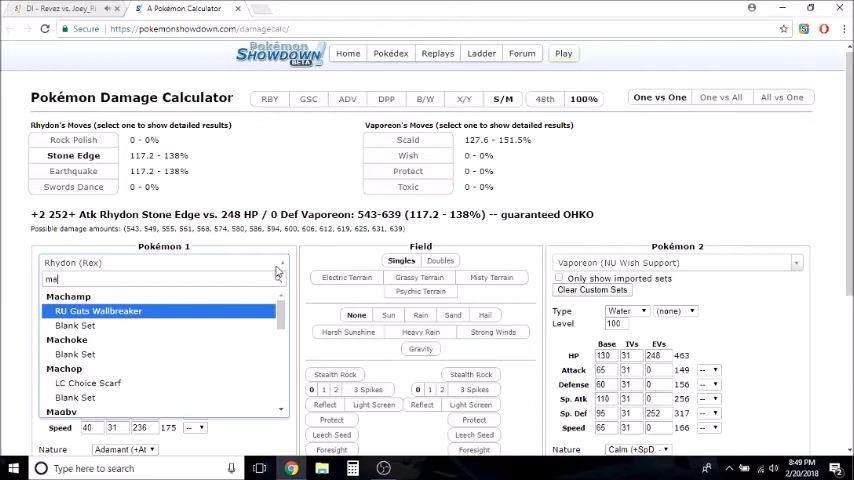 DI - Revez vs. Joey_Ri
A Pokémon Calculator
Secure
https://pokemonshowdown.com/damagecalc/
Pokémon
SHOWDOWN!
BETA
Home
Pokédex
Replays
Ladder
Forum
Play
Pokémon Damage Calculator
RBY
GSC
ADV
DPP
B/W
X/Y
S/M
48th
100%
One vs One
One vs All
All vs One
Rhydon's Moves (select one to show detailed results)
Vaporeon's Moves (select one to show detailed results)
Rock Polish 0 - 0%
Scald 127.6 - 151.5%
Stone Edge 117.2 - 138%
Wish 0 - 0%
Earthquake 117.2 - 138%
Protect 0 - 0%
Swords Dance 0 - 0%
Toxic 0 - 0%
+2 252+ Atk Rhydon Stone Edge vs. 248 HP / 0 Def Vaporeon: 543-639 (117.2 - 138%) -- guaranteed OHKO
Possible damage amounts: (543, 549, 555, 561, 568, 574, 580, 586, 594, 600, 606, 612, 619, 625, 631, 639)
Pokémon 1
Rhydon (Rex)
ma
Machamp
RU Guts Wallbreaker
Blank Set
Machoke
Blank Set
Machop
LC Choice Scarf
Blank Set
Magby
Speed 40 31 236 175 --
Nature Adamant (+At
Field
Singles
Doubles
Electric Terrain
Grassy Terrain
Misty Terrain
Psychic Terrain
None
Sun
Rain
Sand
Hail
Harsh Sunshine
Heavy Rain
Strong Winds
Gravity
Stealth Rock
Stealth Rock
0 1 2 3 Spikes
0 1 2 3 Spikes
Reflect
Light Screen
Reflect
Light Screen
Protect
Protect
Leech Seed
Leech Seed
Foresight
Foresight
Pokémon 2
Vaporeon (NU Wish Support)
Only show imported sets
Clear Custom Sets
Type Water (none)
Level 100
Base IVs EVs
HP 130 31 248 463
Attack 65 31 0 149 --
Defense 60 31 0 156 --
Sp. Atk 110 31 0 256 --
Sp. Def 95 31 252 317 --
Speed 65 31 0 166 --
Nature Calm (+SpD, -
Type here to search
8:49 PM
2/20/2018
2